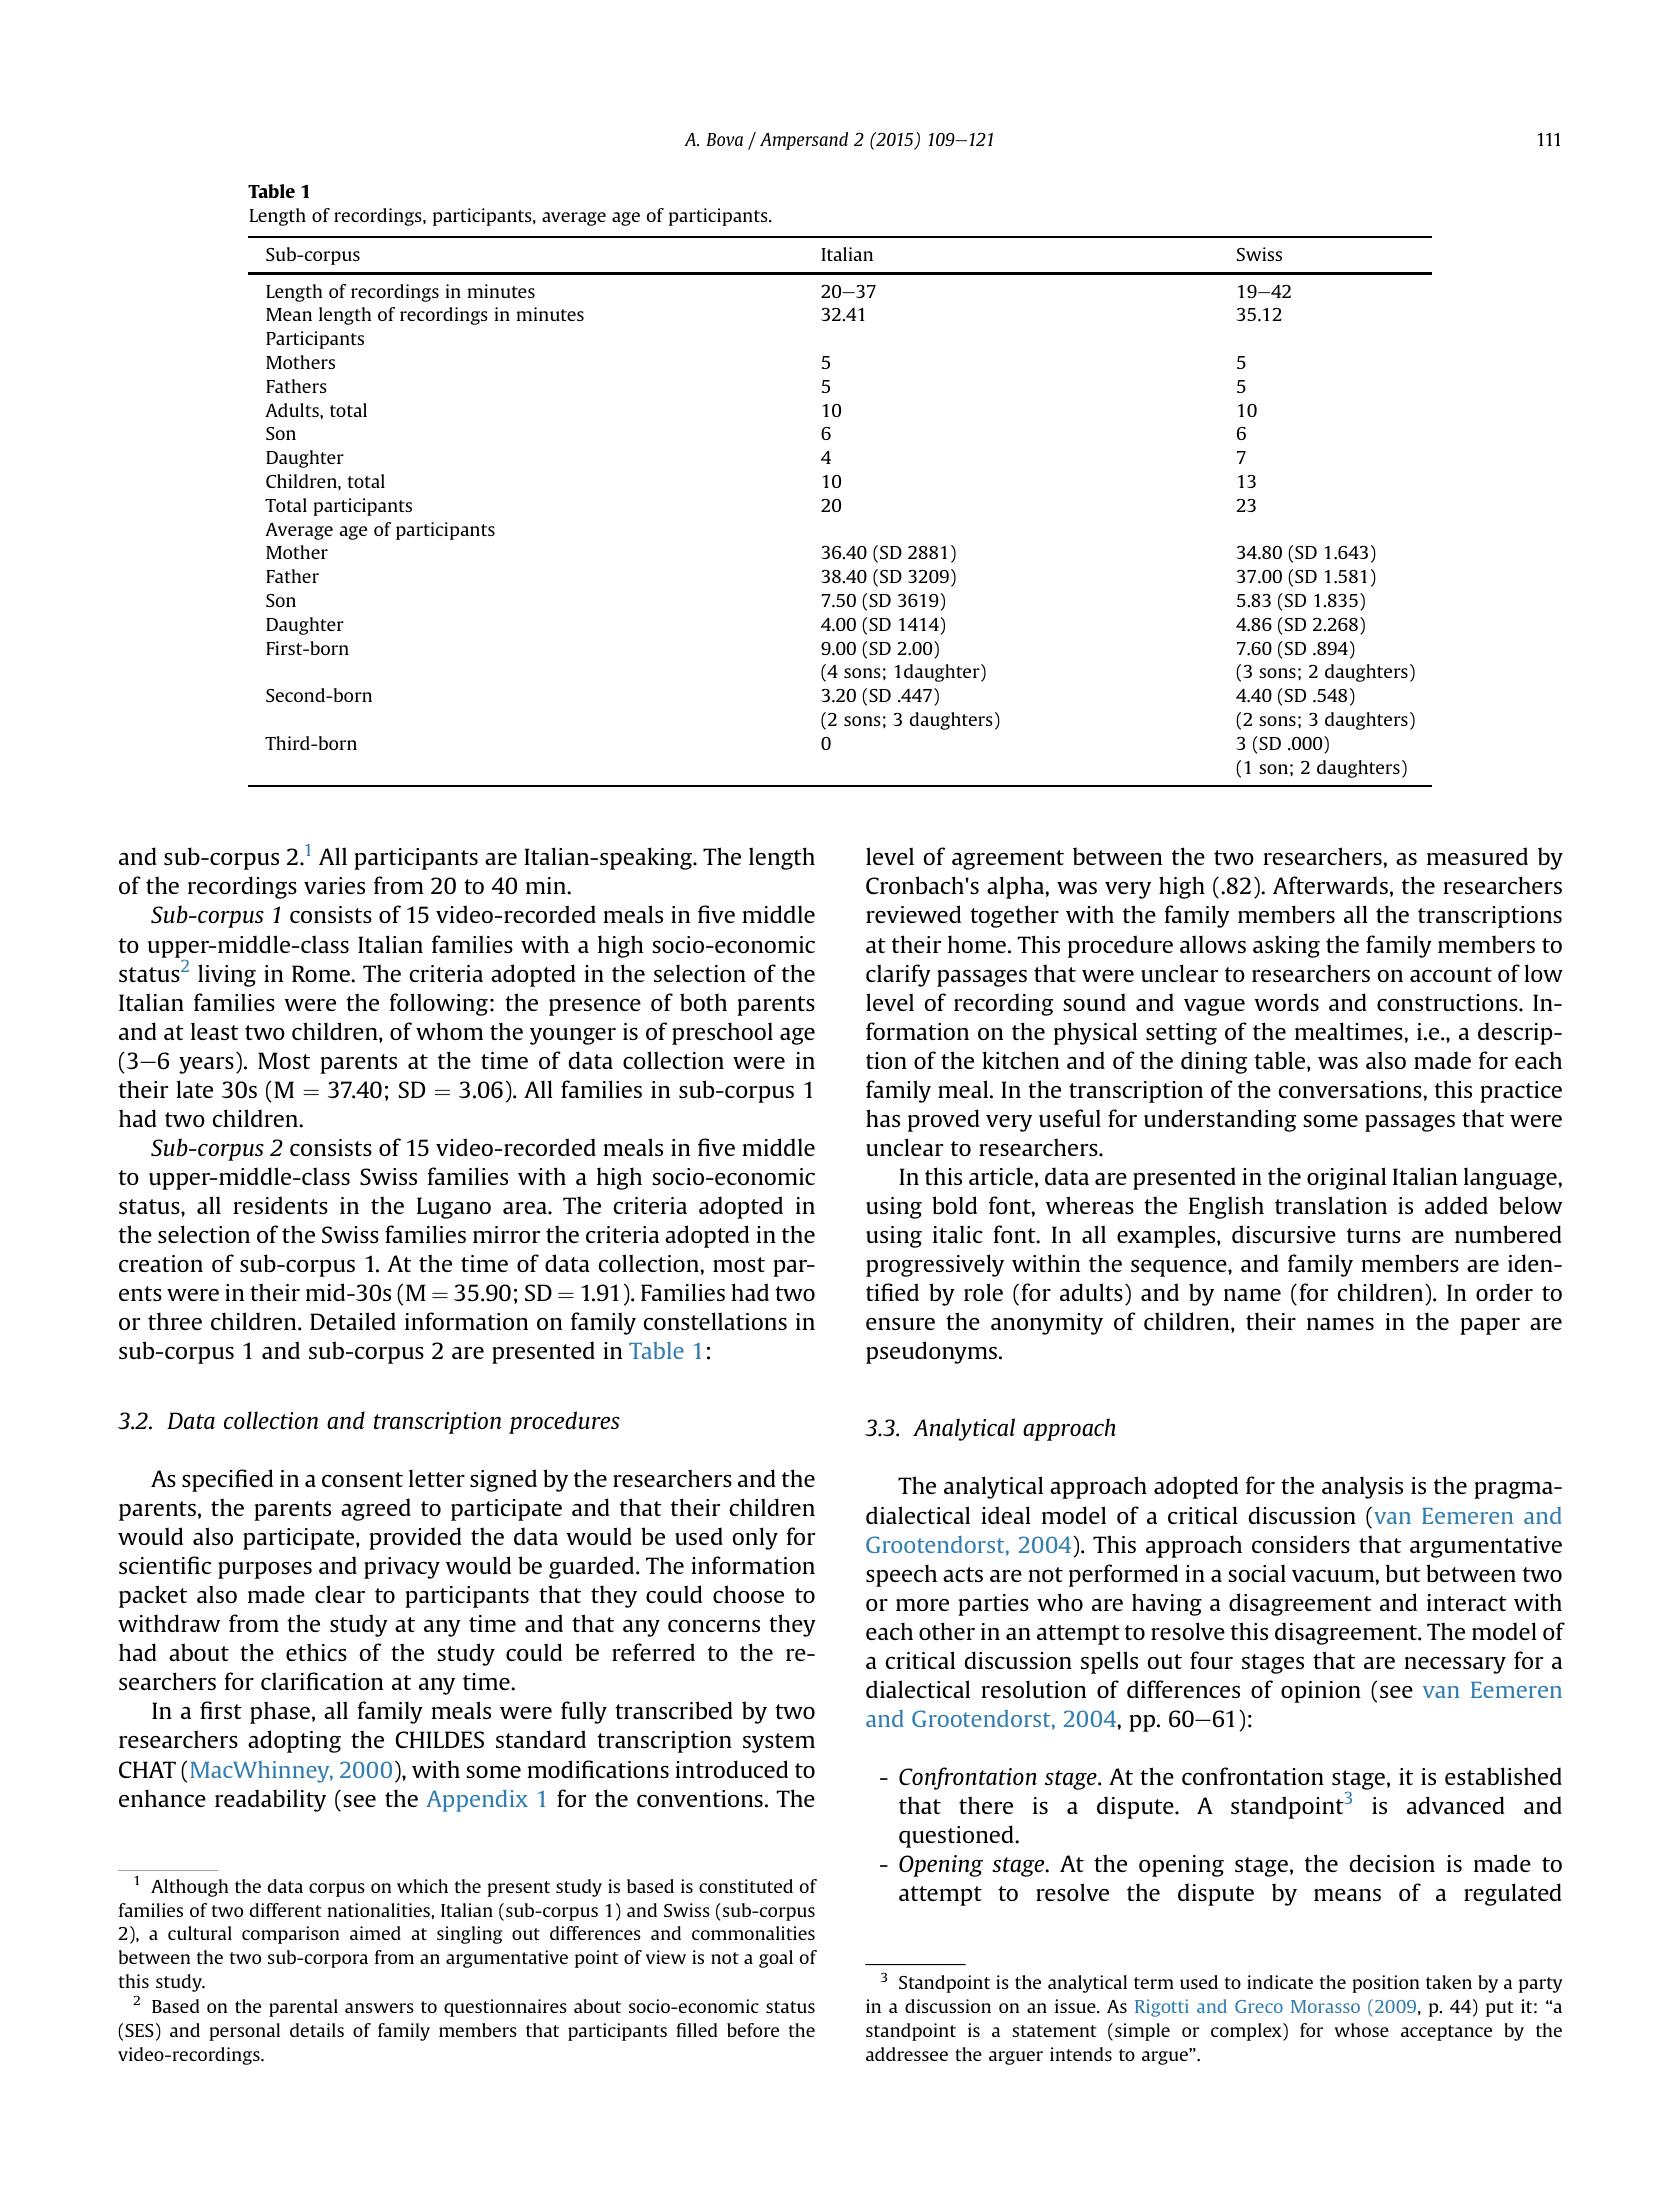 A. Bova / Ampersand 2 (2015) 109–121
111
Table 1
Length of recordings, participants, average age of participants.
Sub-corpus Italian Swiss
Length of recordings in minutes 20–37 19–42
Mean length of recordings in minutes 32.41 35.12
Participants
Mothers 5 5
Fathers 5 5
Adults, total 10 10
Son 6 6
Daughter 4 7
Children, total 10 13
Total participants 20 23
Average age of participants
Mother 36.40 (SD 2881) 34.80 (SD 1.643)
Father 38.40 (SD 3209) 37.00 (SD 1.581)
Son 7.50 (SD 3619) 5.83 (SD 1.835)
Daughter 4.00 (SD 1414) 4.86 (SD 2.268)
First-born 9.00 (SD 2.00) 7.60 (SD .894)
(4 sons; 1daughter) (3 sons; 2 daughters)
Second-born 3.20 (SD .447) 4.40 (SD .548)
(2 sons; 3 daughters) (2 sons; 3 daughters)
Third-born 0 3 (SD .000)
(1 son; 2 daughters)
and sub-corpus 2.1 All participants are Italian-speaking. The length
of the recordings varies from 20 to 40 min.
Sub-corpus 1 consists of 15 video-recorded meals in five middle
to upper-middle-class Italian families with a high socio-economic
status2 living in Rome. The criteria adopted in the selection of the
Italian families were the following: the presence of both parents
and at least two children, of whom the younger is of preschool age
(3–6 years). Most parents at the time of data collection were in
their late 30s (M = 37.40; SD = 3.06). All families in sub-corpus 1
had two children.
Sub-corpus 2 consists of 15 video-recorded meals in five middle
to upper-middle-class Swiss families with a high socio-economic
status, all residents in the Lugano area. The criteria adopted in
the selection of the Swiss families mirror the criteria adopted in the
creation of sub-corpus 1. At the time of data collection, most par-
ents were in their mid-30s (M = 35.90; SD = 1.91). Families had two
or three children. Detailed information on family constellations in
sub-corpus 1 and sub-corpus 2 are presented in Table 1:
3.2. Data collection and transcription procedures
As specified in a consent letter signed by the researchers and the
parents, the parents agreed to participate and that their children
would also participate, provided the data would be used only for
scientific purposes and privacy would be guarded. The information
packet also made clear to participants that they could choose to
withdraw from the study at any time and that any concerns they
had about the ethics of the study could be referred to the re-
searchers for clarification at any time.
In a first phase, all family meals were fully transcribed by two
researchers adopting the CHILDES standard transcription system
CHAT (MacWhinney, 2000), with some modifications introduced to
enhance readability (see the Appendix 1 for the conventions. The
1 Although the data corpus on which the present study is based is constituted of
families of two different nationalities, Italian (sub-corpus 1) and Swiss (sub-corpus
2), a cultural comparison aimed at singling out differences and commonalities
between the two sub-corpora from an argumentative point of view is not a goal of
this study.
2 Based on the parental answers to questionnaires about socio-economic status
(SES) and personal details of family members that participants filled before the
video-recordings.
level of agreement between the two researchers, as measured by
Cronbach's alpha, was very high (.82). Afterwards, the researchers
reviewed together with the family members all the transcriptions
at their home. This procedure allows asking the family members to
clarify passages that were unclear to researchers on account of low
level of recording sound and vague words and constructions. In-
formation on the physical setting of the mealtimes, i.e., a descrip-
tion of the kitchen and of the dining table, was also made for each
family meal. In the transcription of the conversations, this practice
has proved very useful for understanding some passages that were
unclear to researchers.
In this article, data are presented in the original Italian language,
using bold font, whereas the English translation is added below
using italic font. In all examples, discursive turns are numbered
progressively within the sequence, and family members are iden-
tified by role (for adults) and by name (for children). In order to
ensure the anonymity of children, their names in the paper are
pseudonyms.
3.3. Analytical approach
The analytical approach adopted for the analysis is the pragma-
dialectical ideal model of a critical discussion (van Eemeren and
Grootendorst, 2004). This approach considers that argumentative
speech acts are not performed in a social vacuum, but between two
or more parties who are having a disagreement and interact with
each other in an attempt to resolve this disagreement. The model of
a critical discussion spells out four stages that are necessary for a
dialectical resolution of differences of opinion (see van Eemeren
and Grootendorst, 2004, pp. 60–61):
- Confrontation stage. At the confrontation stage, it is established
that there is a dispute. A standpoint3 is advanced and
questioned.
- Opening stage. At the opening stage, the decision is made to
attempt to resolve the dispute by means of a regulated
3 Standpoint is the analytical term used to indicate the position taken by a party
in a discussion on an issue. As Rigotti and Greco Morasso (2009, p. 44) put it: “a
standpoint is a statement (simple or complex) for whose acceptance by the
addressee the arguer intends to argue”.